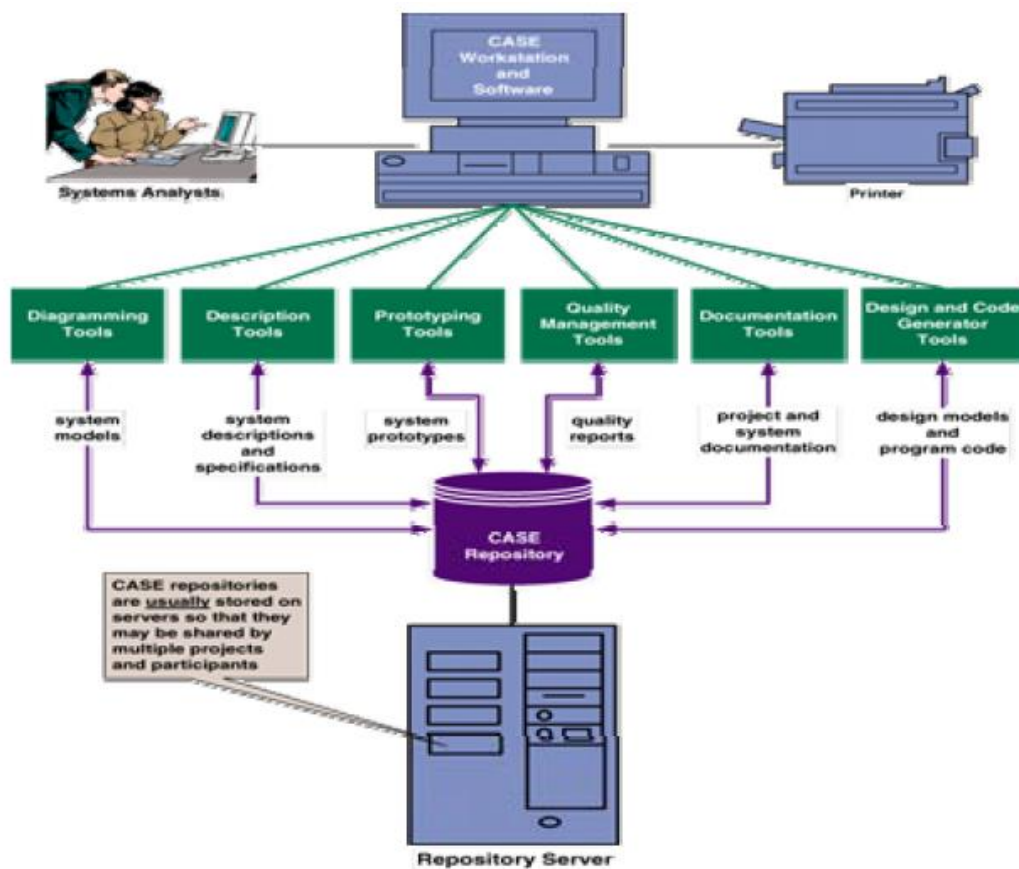 CASE
Workstation
and
Software
Systems Analysts
Printer
Diagramming
Tools
Description
Tools
Prototyping
Tools
Quality
Management
Tools
Documentation
Tools
Design and Code
Generator
Tools
system
models
system
descriptions
and
specifications
system
prototypes
quality
reports
project and
system
documentation
design models
and
program code
CASE
Repository
CASE repositories
are usually stored on
servers so that they
may be shared by
multiple projects
and participants
Repository Server